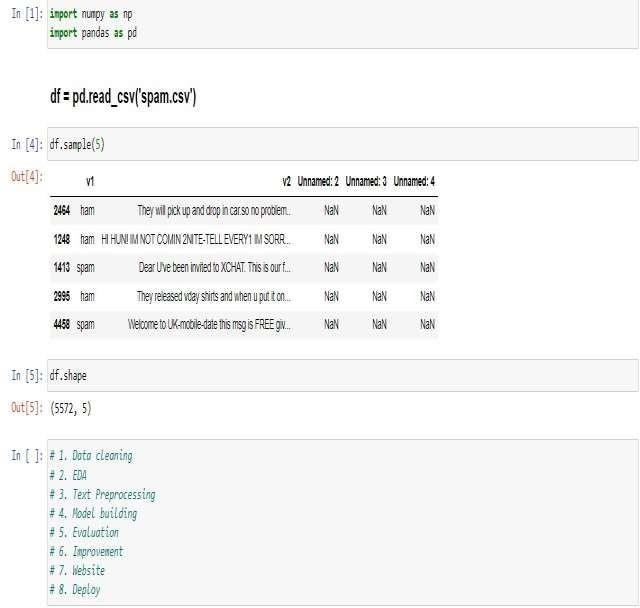 In [1]: import numpy as np
import pandas as pd
df = pd.read_csv('spam.csv')
In [4]: df.sample(5)
Out[4]:
v1 v2 Unnamed: 2 Unnamed: 3 Unnamed: 4
2464 ham They will pick up and drop in car.so no problem.. NaN NaN NaN
1248 ham HI HUN! IM NOT COMIN 2NITE-TELL EVERY1 IM SORR... NaN NaN NaN
1413 spam Dear U've been invited to XCHAT. This is our f... NaN NaN NaN
2995 ham They released vday shirts and when u put it on... NaN NaN NaN
4458 spam Welcome to UK-mobile-date this msg is FREE giv... NaN NaN NaN
In [5]: df.shape
Out[5]: (5572, 5)
In [ ]: # 1. Data cleaning
# 2. EDA
# 3. Text Preprocessing
# 4. Model building
# 5. Evaluation
# 6. Improvement
# 7. Website
# 8. Deploy